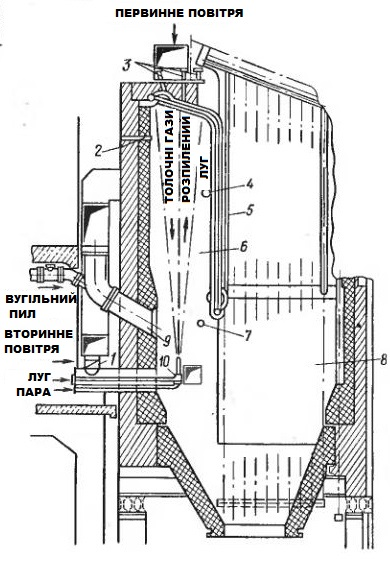 ПЕРВИННЕ ПОВІТРЯ
3
2
ТОЛОЧНІ ГАЗИ
РОЗПИЛЕНИЙ
ЛУГ
4
5
6
ВУГІЛЬНИЙ
ПИЛ
ВТОРИННЕ
ПОВІТРЯ
7
9
8
1
10
ЛУГ
ПАРА